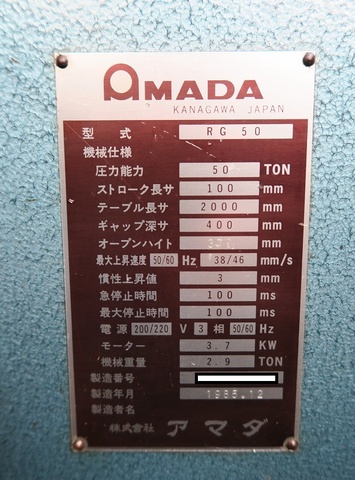 AMADA
KANAGAWA JAPAN
型式 RG 50
機械仕様
圧力能力 50 TON
ストローク長サ 100 mm
テーブル長サ 2000 mm
ギャップ深サ 400 mm
オープンハイト mm
最大上昇速度 50/60 Hz 38/46 mm/s
慣性上昇値 3 mm
急停止時間 100 ms
最大停止時間 100 ms
電源 200/220 V 3 相 50/60 Hz
モーター 3.7 KW
機械重量 2.9 TON
製造番号
製造年月 12
製造者名
株式会社 アマダ